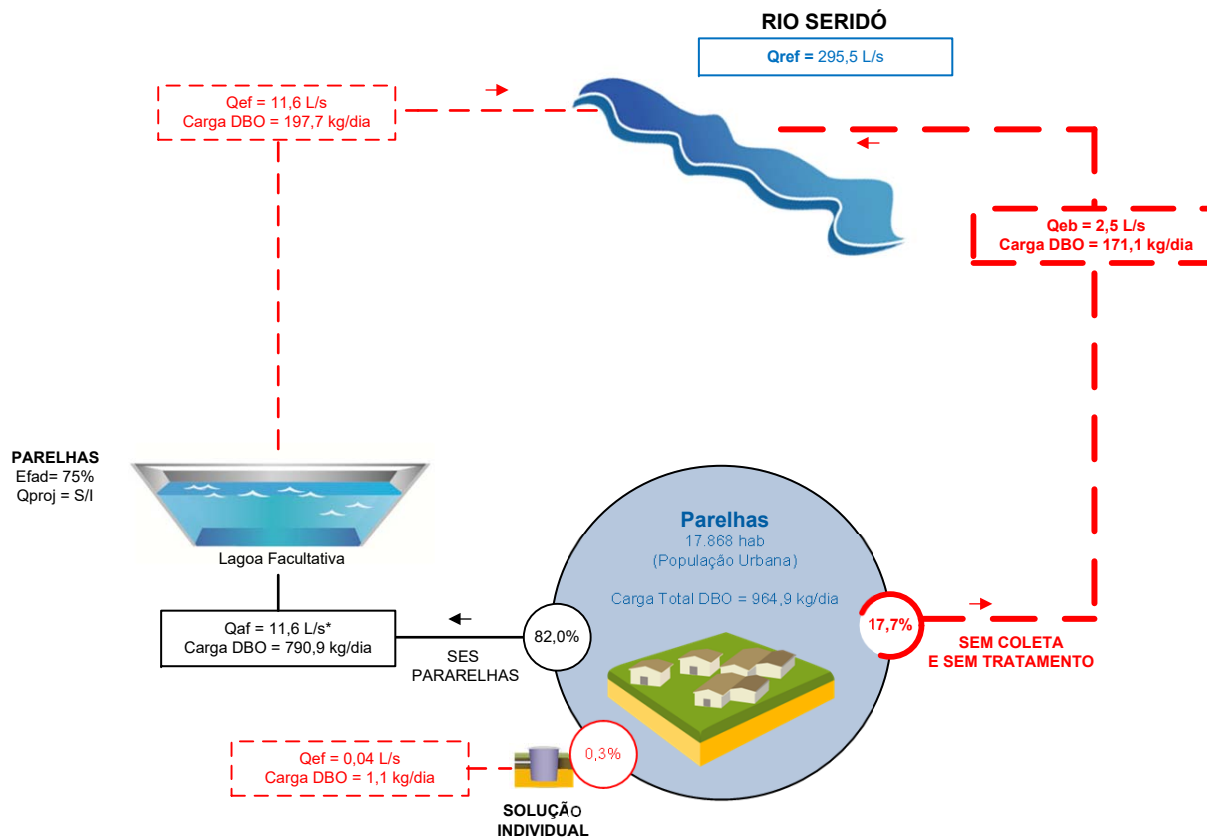 RIO SERIDÓ
Qref = 295,5 L/s
Qef = 11,6 L/s
Carga DBO = 197,7 kg/dia
Qeb = 2,5 L/s
Carga DBO = 171,1 kg/dia
PARELHAS
Efad= 75%
Qproj = S/I
Lagoa Facultativa
Parelhas
17.868 hab
(População Urbana)
Carga Total DBO = 964,9 kg/dia
Qaf = 11,6 L/s*
Carga DBO = 790,9 kg/dia
SES
PARARELHAS
82,0%
17,7%
SEM COLETA
E SEM TRATAMENTO
0,3%
Qef = 0,04 L/s
Carga DBO = 1,1 kg/dia
SOLUÇÃO
INDIVIDUAL